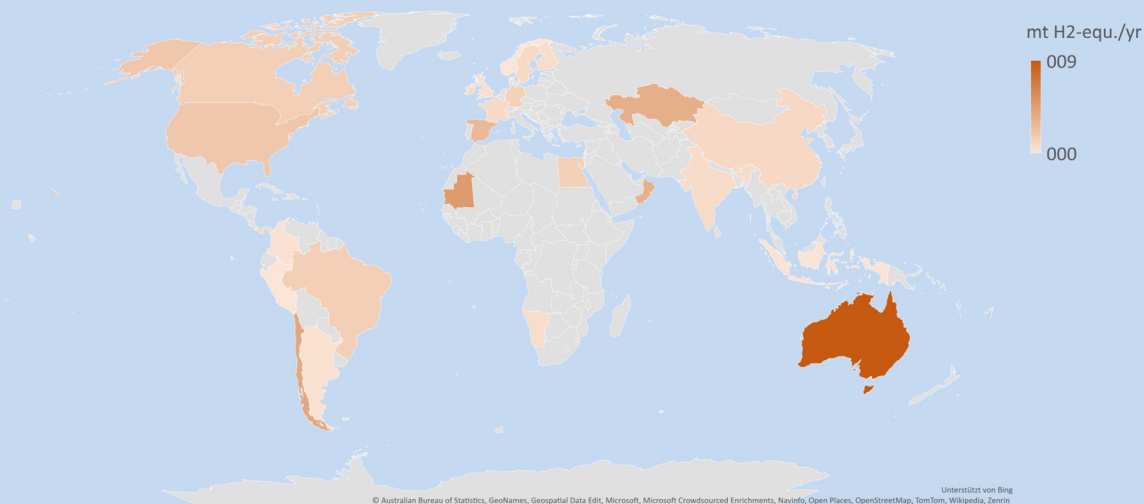 mt H2-equ./yr
009
000
Unterstützt von Bing
© Australian Bureau of Statistics, GeoNames, Geospatial Data Edit, Microsoft, Microsoft Crowdsourced Enrichments, Navinfo, Open Places, OpenStreetMap, TomTom, Wikipedia, Zenrin